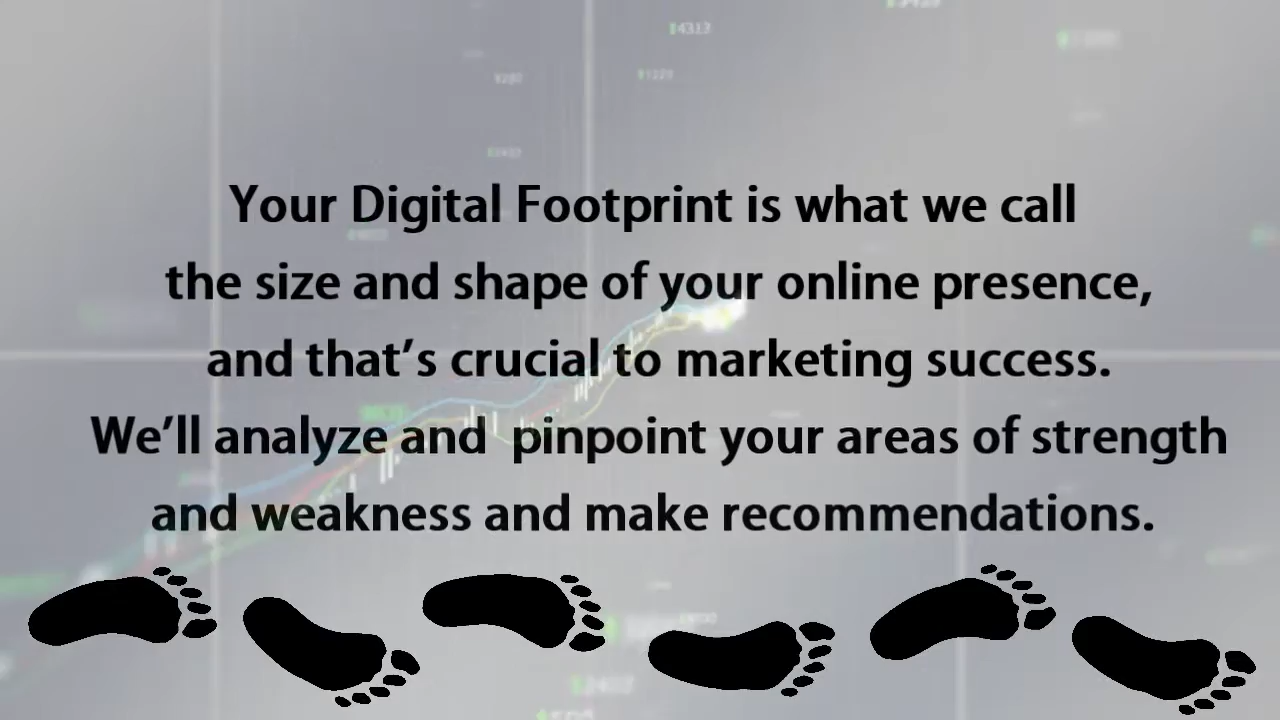 Your Digital Footprint is what we call
the size and shape of your online presence,
and that’s crucial to marketing success.
We’ll analyze and  pinpoint your areas of strength
and weakness and make recommendations.